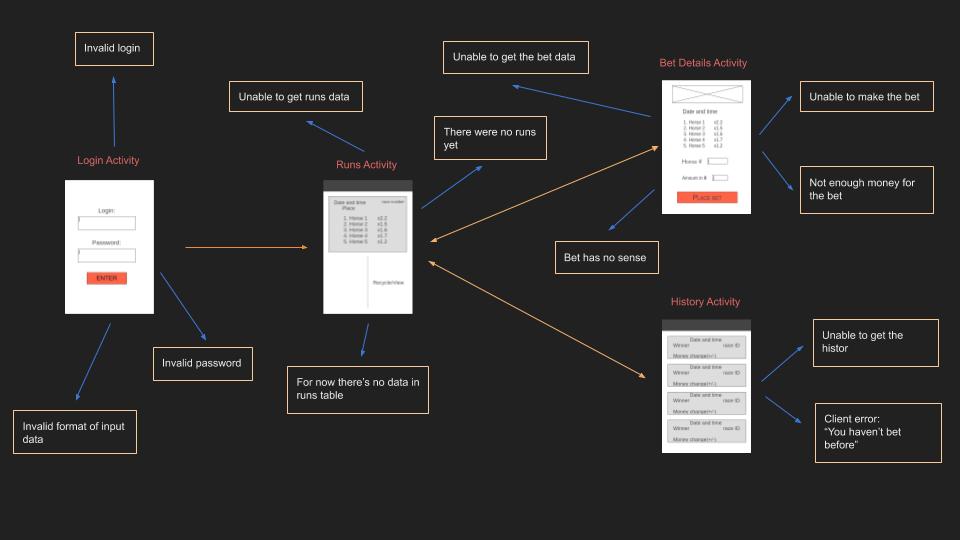 Invalid login
Unable to get the bet data
Bet Details Activity
Unable to get runs data
Unable to make the bet
There were no runs
yet
Date and time
1. Horse 1 x2.2
2. Horse 2 x1.5
3. Horse 3 x1.6
4. Horse 4 x1.7
5. Horse 5 x1.2
Horse #
Amount in $
PLACE BET
Login Activity
Runs Activity
Not enough money for
the bet
Login:
Password:
ENTER
Date and time race number
Place
1. Horse 1 x2.2
2. Horse 2 x1.5
3. Horse 3 x1.6
4. Horse 4 x1.7
5. Horse 5 x1.2
RecycleView
Bet has no sense
History Activity
Date and time
Winner race ID
Money change(+/-)
Date and time
Winner race ID
Money change(+/-)
Date and time
Winner race ID
Money change(+/-)
Date and time
Winner race ID
Money change(+/-)
Unable to get the
histor
Invalid password
For now there's no data in
runs table
Invalid format of input
data
Client error:
“You haven’t bet
before”